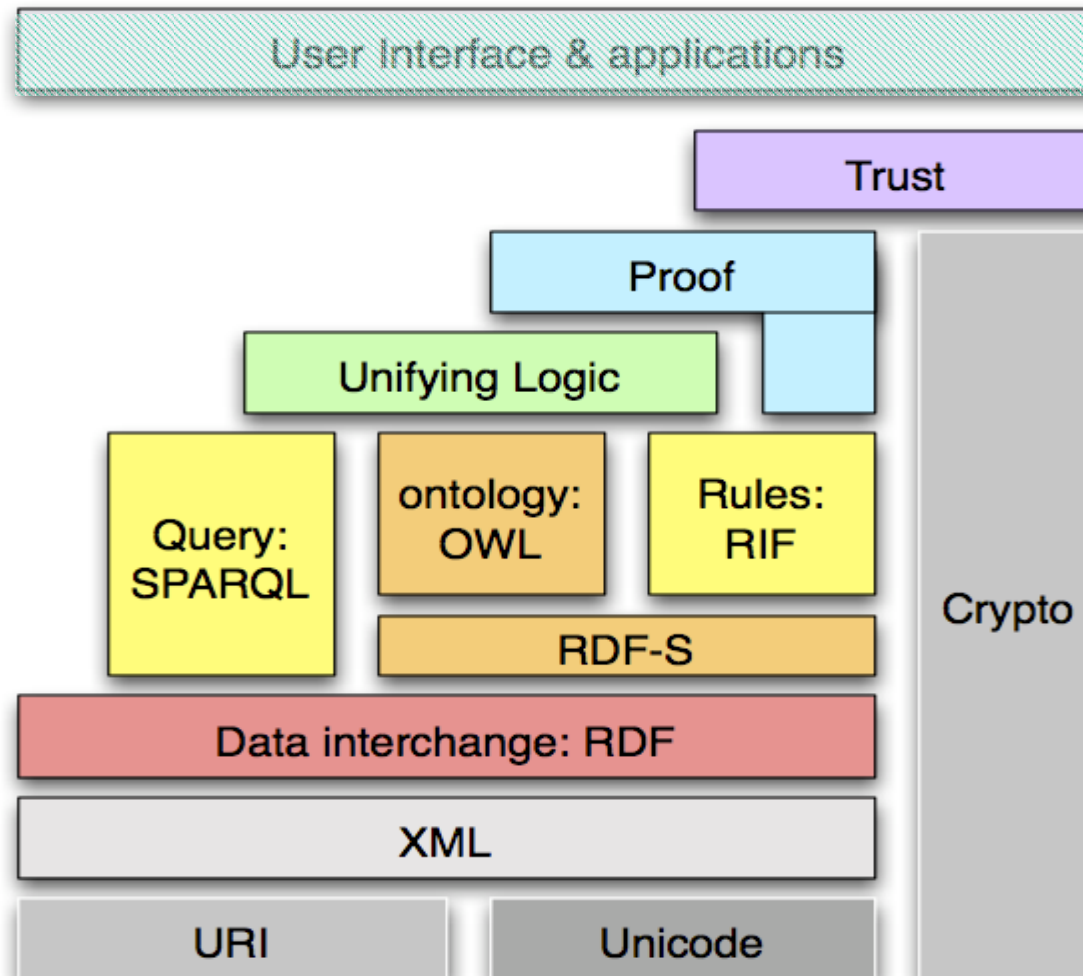 User Interface & applications
Trust
Proof
Unifying Logic
Query:
SPARQL
ontology:
OWL
Rules:
RIF
Crypto
RDF-S
Data interchange: RDF
XML
URI
Unicode